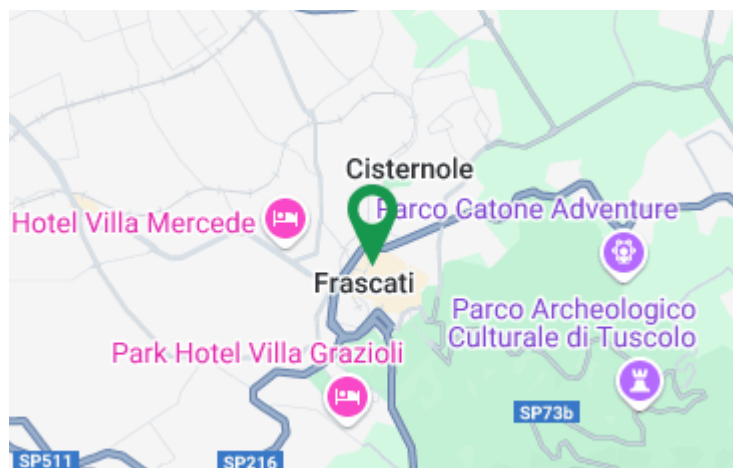 Cisternole
Hotel Villa Mercede
Parco Catone Adventure
Frascati
Parco Archeologico
Culturale di Tuscolo
Park Hotel Villa Grazioli
SP73b
SP511
SP216